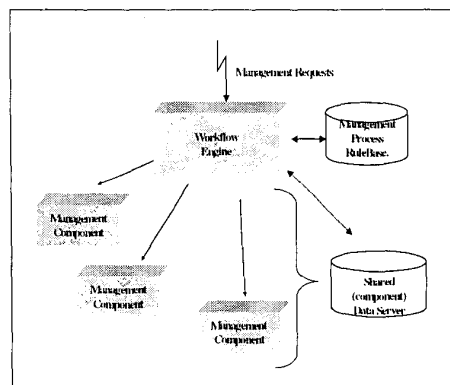 Management Requests
Workflow
Engine
Management
Process
RuleBase.
Management
Component
Management
Component
Management
Component
Shared
(component)
Data Server